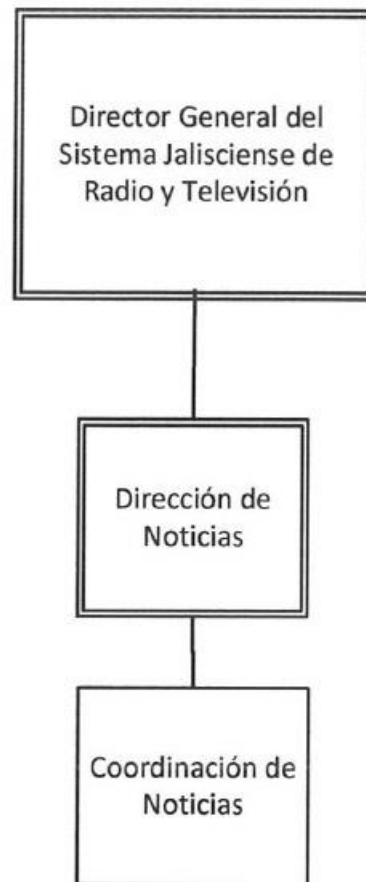 Director General del
Sistema Jalisciense de
Radio y Televisión
Dirección de
Noticias
Coordinación de
Noticias